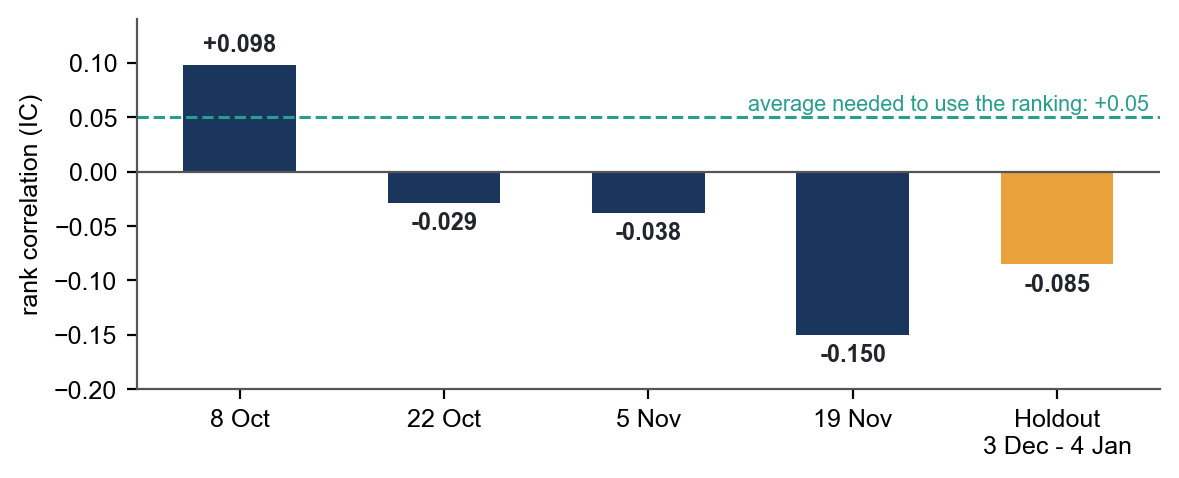 +0.098
0.10
average needed to use the ranking: +0.05
0.05
rank correlation (IC)
0.00
-0.029
-0.038
−0.05
-0.085
−0.10
−0.15
-0.150
−0.20
8 Oct
22 Oct
5 Nov
19 Nov
Holdout
3 Dec - 4 Jan